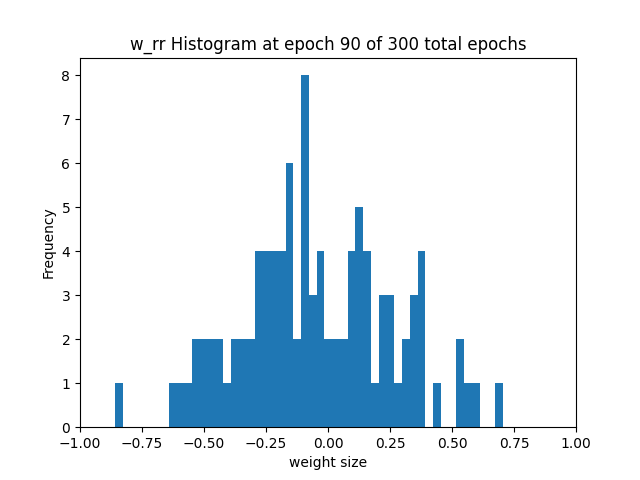 w_rr Histogram at epoch 90 of 300 total epochs
8
7
6
5
4
3
2
1
0
Frequency
−1.00 −0.75 −0.50 −0.25 0.00 0.25 0.50 0.75 1.00
weight size